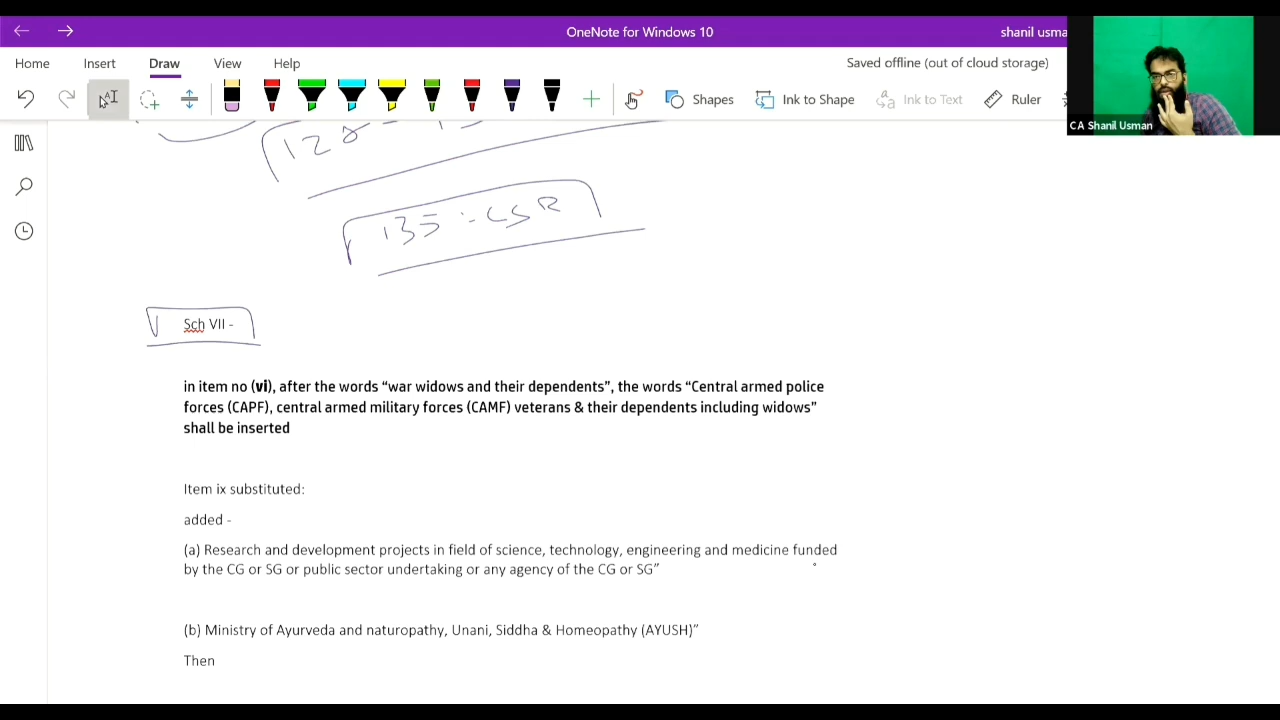 OneNote for Windows 10
shanil usma
Home Insert Draw View Help
Saved offline (out of cloud storage)
Shapes Ink to Shape Ink to Text Ruler
CA Shanil Usman
128 -
135 : CSR
Sch VII -
in item no (vi), after the words “war widows and their dependents”, the words “Central armed police
forces (CAPF), central armed military forces (CAMF) veterans & their dependents including widows”
shall be inserted
Item ix substituted:
added -
(a) Research and development projects in field of science, technology, engineering and medicine funded
by the CG or SG or public sector undertaking or any agency of the CG or SG”
(b) Ministry of Ayurveda and naturopathy, Unani, Siddha & Homeopathy (AYUSH)”
Then